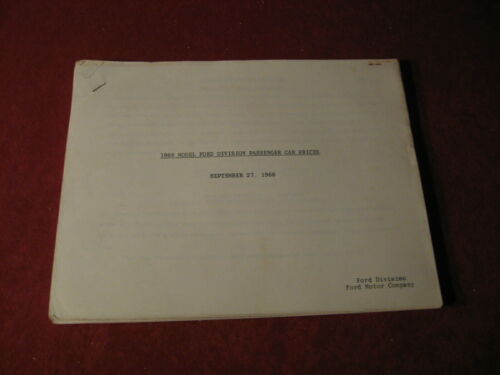 1969 MODEL FORD DIVISION PASSENGER CAR PRICES
SEPTEMBER 27, 1968
Ford Division
Ford Motor Company